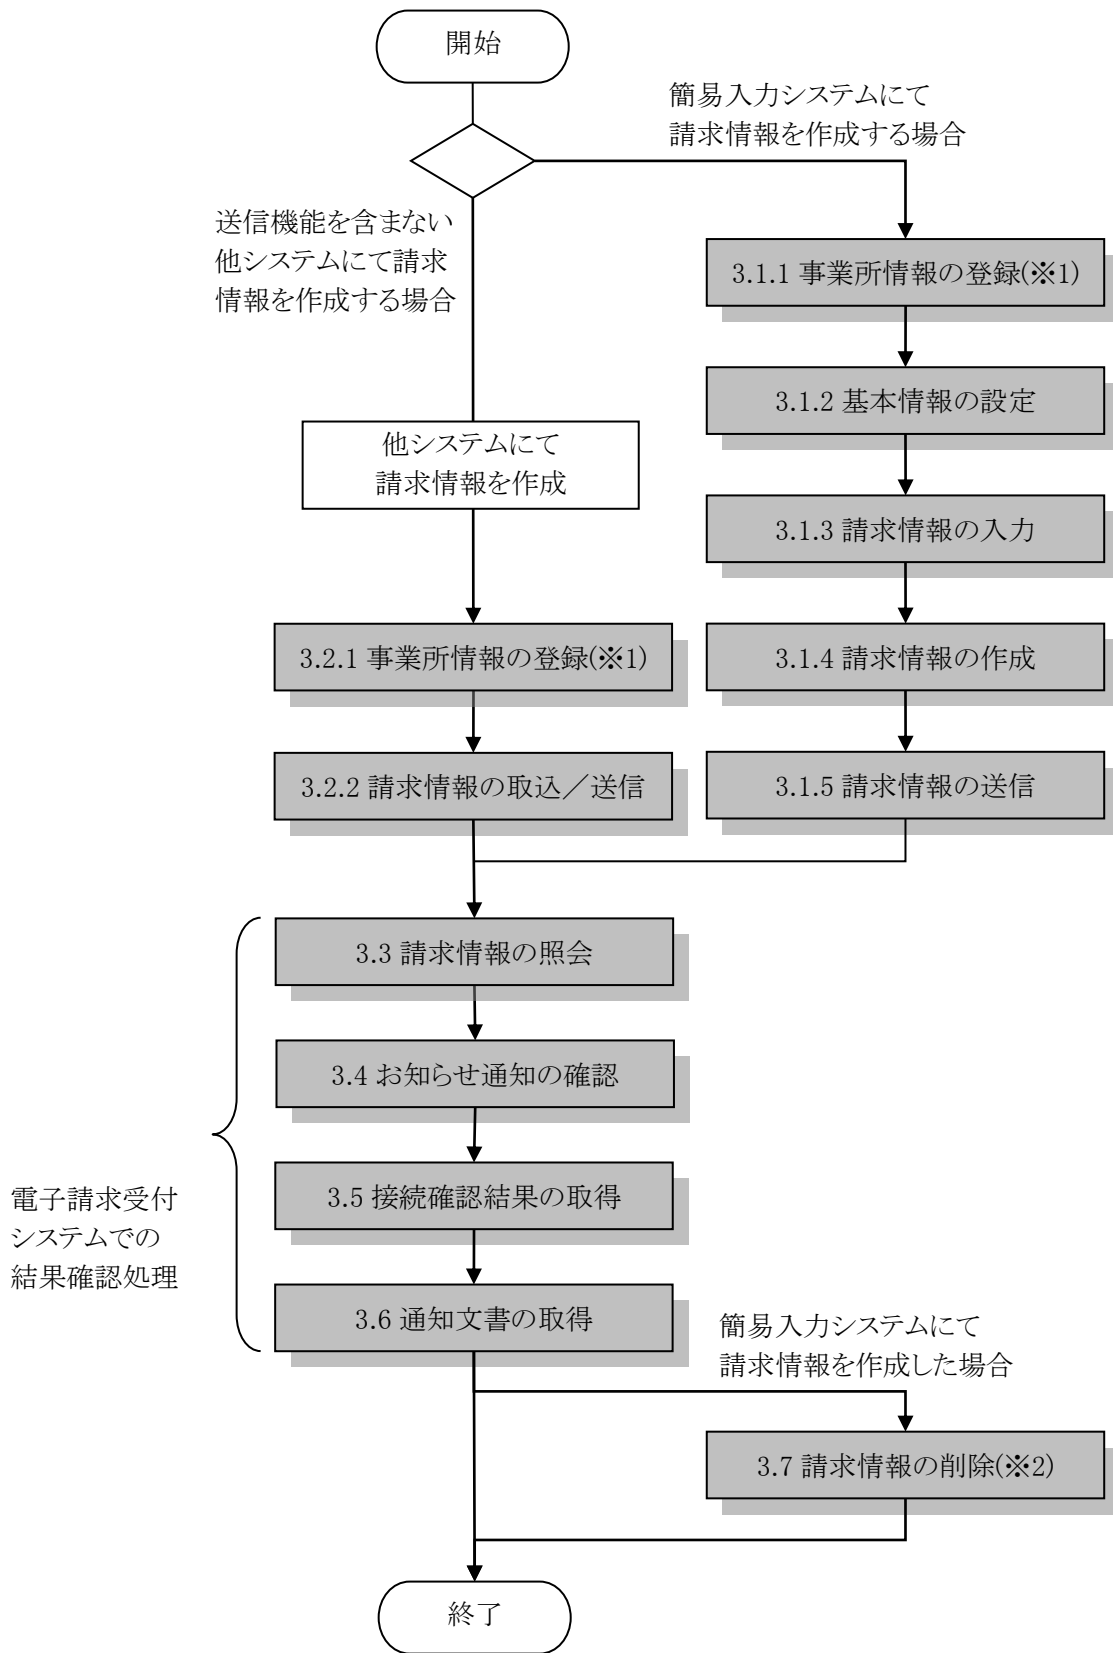 開始
簡易入力システムにて
請求情報を作成する場合
送信機能を含まない
他システムにて請求
情報を作成する場合
3.1.1 事業所情報の登録(※1)
3.1.2 基本情報の設定
他システムにて
請求情報を作成
3.1.3 請求情報の入力
3.2.1 事業所情報の登録(※1)
3.1.4 請求情報の作成
3.2.2 請求情報の取込／送信
3.1.5 請求情報の送信
3.3 請求情報の照会
3.4 お知らせ通知の確認
3.5 接続確認結果の取得
電子請求受付
システムでの
結果確認処理
3.6 通知文書の取得
簡易入力システムにて
請求情報を作成した場合
3.7 請求情報の削除(※2)
終了